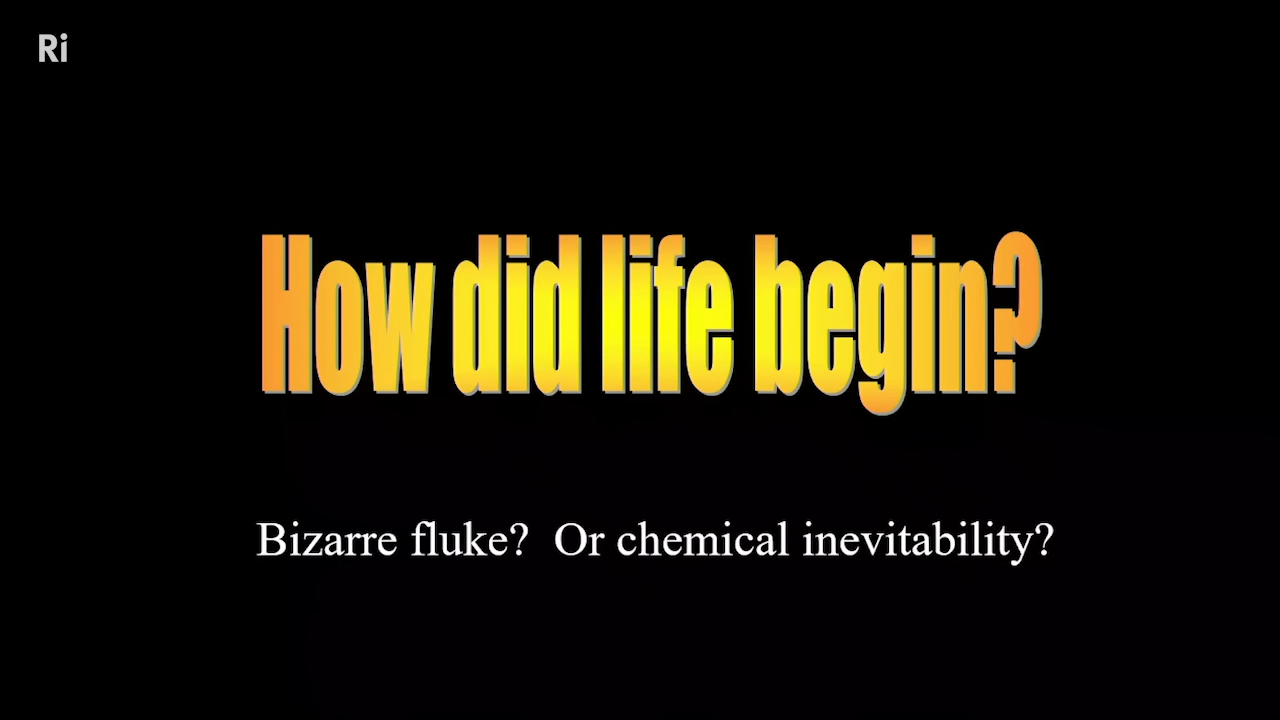 Ri
How did life begin?
Bizarre fluke?  Or chemical inevitability?